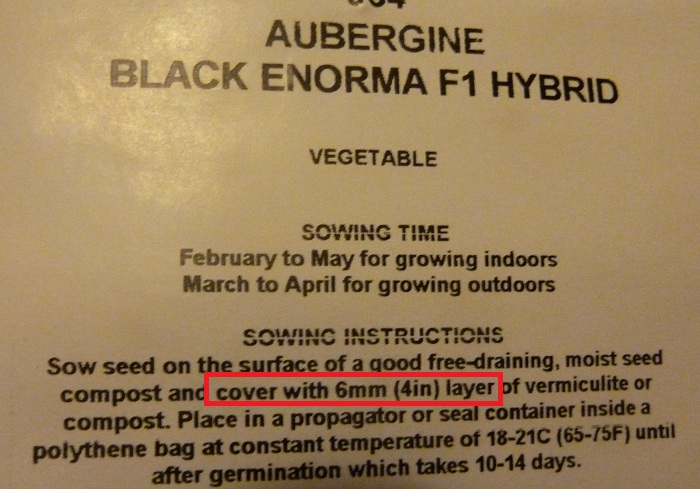 AUBERGINE
BLACK ENORMA F1 HYBRID
VEGETABLE
SOWING TIME
February to May for growing indoors
March to April for growing outdoors
SOWING INSTRUCTIONS
Sow seed on the surface of a good free-draining, moist seed
compost and cover with 6mm (4in) layer of vermiculite or
compost. Place in a propagator or seal container inside a
polythene bag at constant temperature of 18-21C (65-75F) until
after germination which takes 10-14 days.